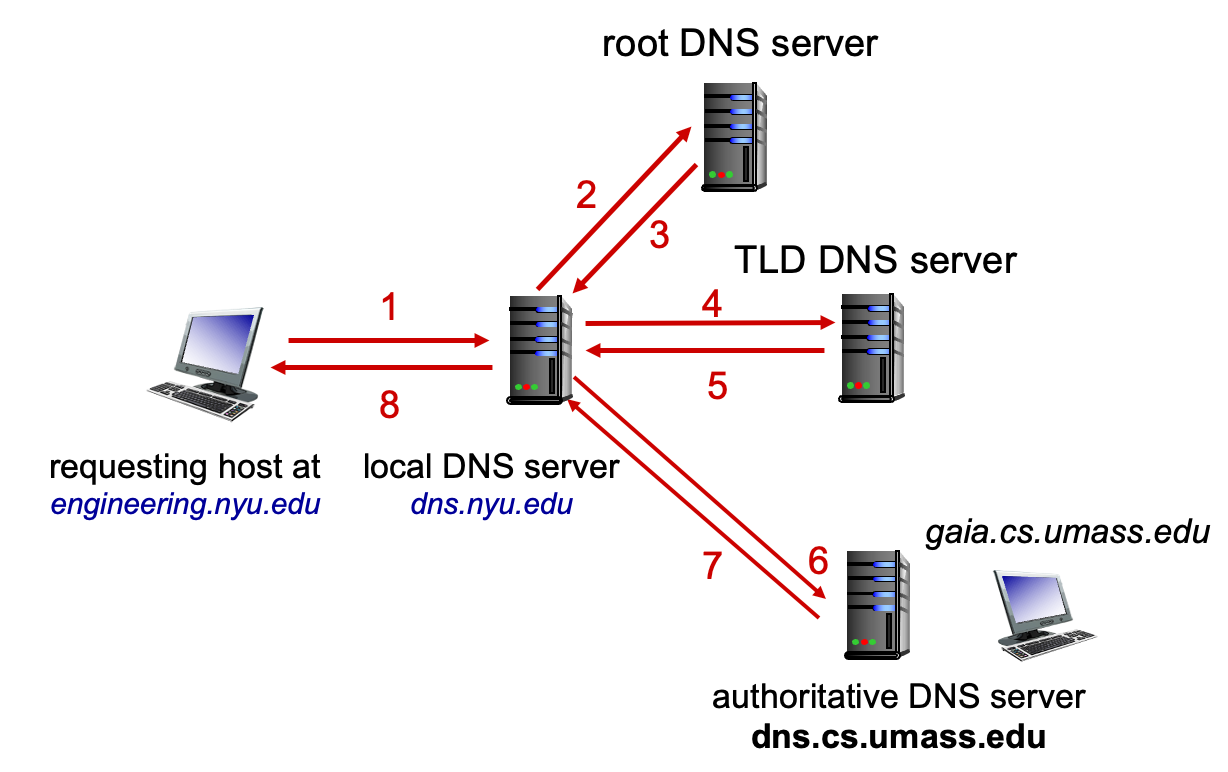 root DNS server
2
3
TLD DNS server
1
4
8
5
requesting host at
engineering.nyu.edu
local DNS server
dns.nyu.edu
gaia.cs.umass.edu
7
6
authoritative DNS server
dns.cs.umass.edu